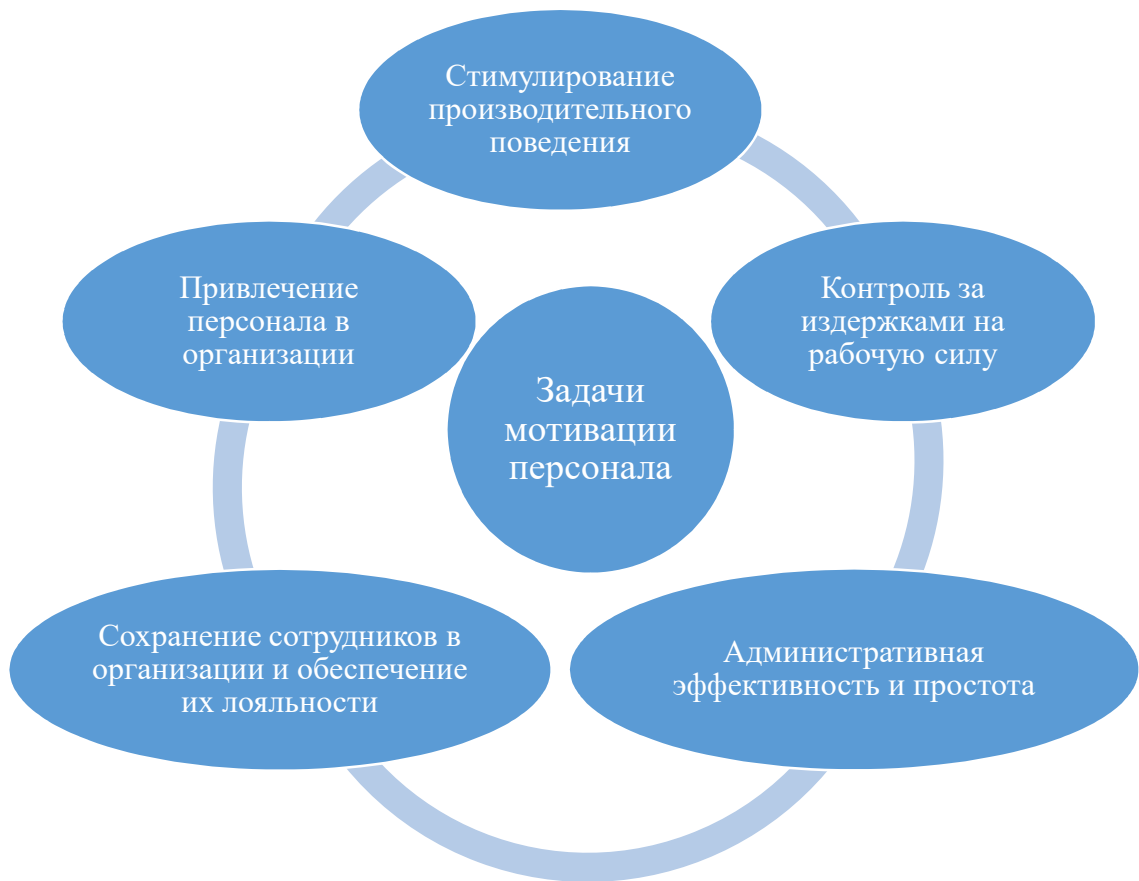 Стимулирование
производительного
поведения
Привлечение
персонала в
организации
Контроль за
издержками на
рабочую силу
Задачи
мотивации
персонала
Сохранение сотрудников в
организации и обеспечение
их лояльности
Административная
эффективность и простота